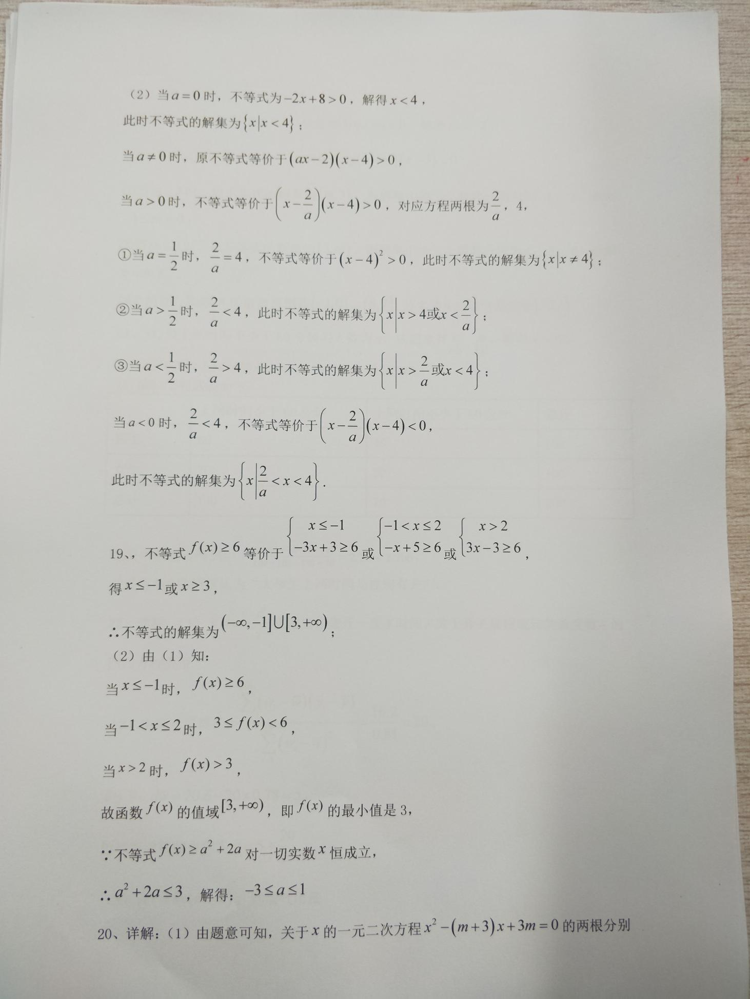 （2）当a=0时，不等式为−2x+8>0，解得x<4，
此时不等式的解集为{x|x<4}；
当a≠0时，原不等式等价于(ax−2)(x−4)>0，
当a>0时，不等式等价于(x−2/a)(x−4)>0，对应方程两根为2/a，4，
①当a=1/2时，2/a=4，不等式等价于(x−4)²>0，此时不等式的解集为{x|x≠4}；
②当a>1/2时，2/a<4，此时不等式的解集为{x|x>4或x<2/a}；
③当a<1/2时，2/a>4，此时不等式的解集为{x|x>2/a或x<4}；
当a<0时，2/a<4，不等式等价于(x−2/a)(x−4)<0，
此时不等式的解集为{x|2/a<x<4}．
19、，不等式f(x)≥6等价于{x≤−1 −3x+3≥6或{−1<x≤2 −x+5≥6或{x>2 3x−3≥6，
得x≤−1或x≥3，
∴不等式的解集为(−∞,−1]∪[3,+∞)；
（2）由（1）知：
当x≤−1时，f(x)≥6，
当−1<x≤2时，3≤f(x)<6，
当x>2时，f(x)>3，
故函数f(x)的值域[3,+∞)，即f(x)的最小值是3，
∵不等式f(x)≥a²+2a对一切实数x恒成立，
∴a²+2a≤3，解得：−3≤a≤1
20、详解：（1）由题意可知，关于x的一元二次方程x²−(m+3)x+3m=0的两根分别